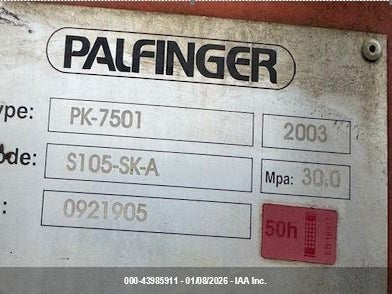 PALFINGER
ype: PK-7501 2003
ode: S105-SK-A Mpa: 30.0
: 0921905
50h
000-43985911 - 01/08/2026 - IAA Inc.